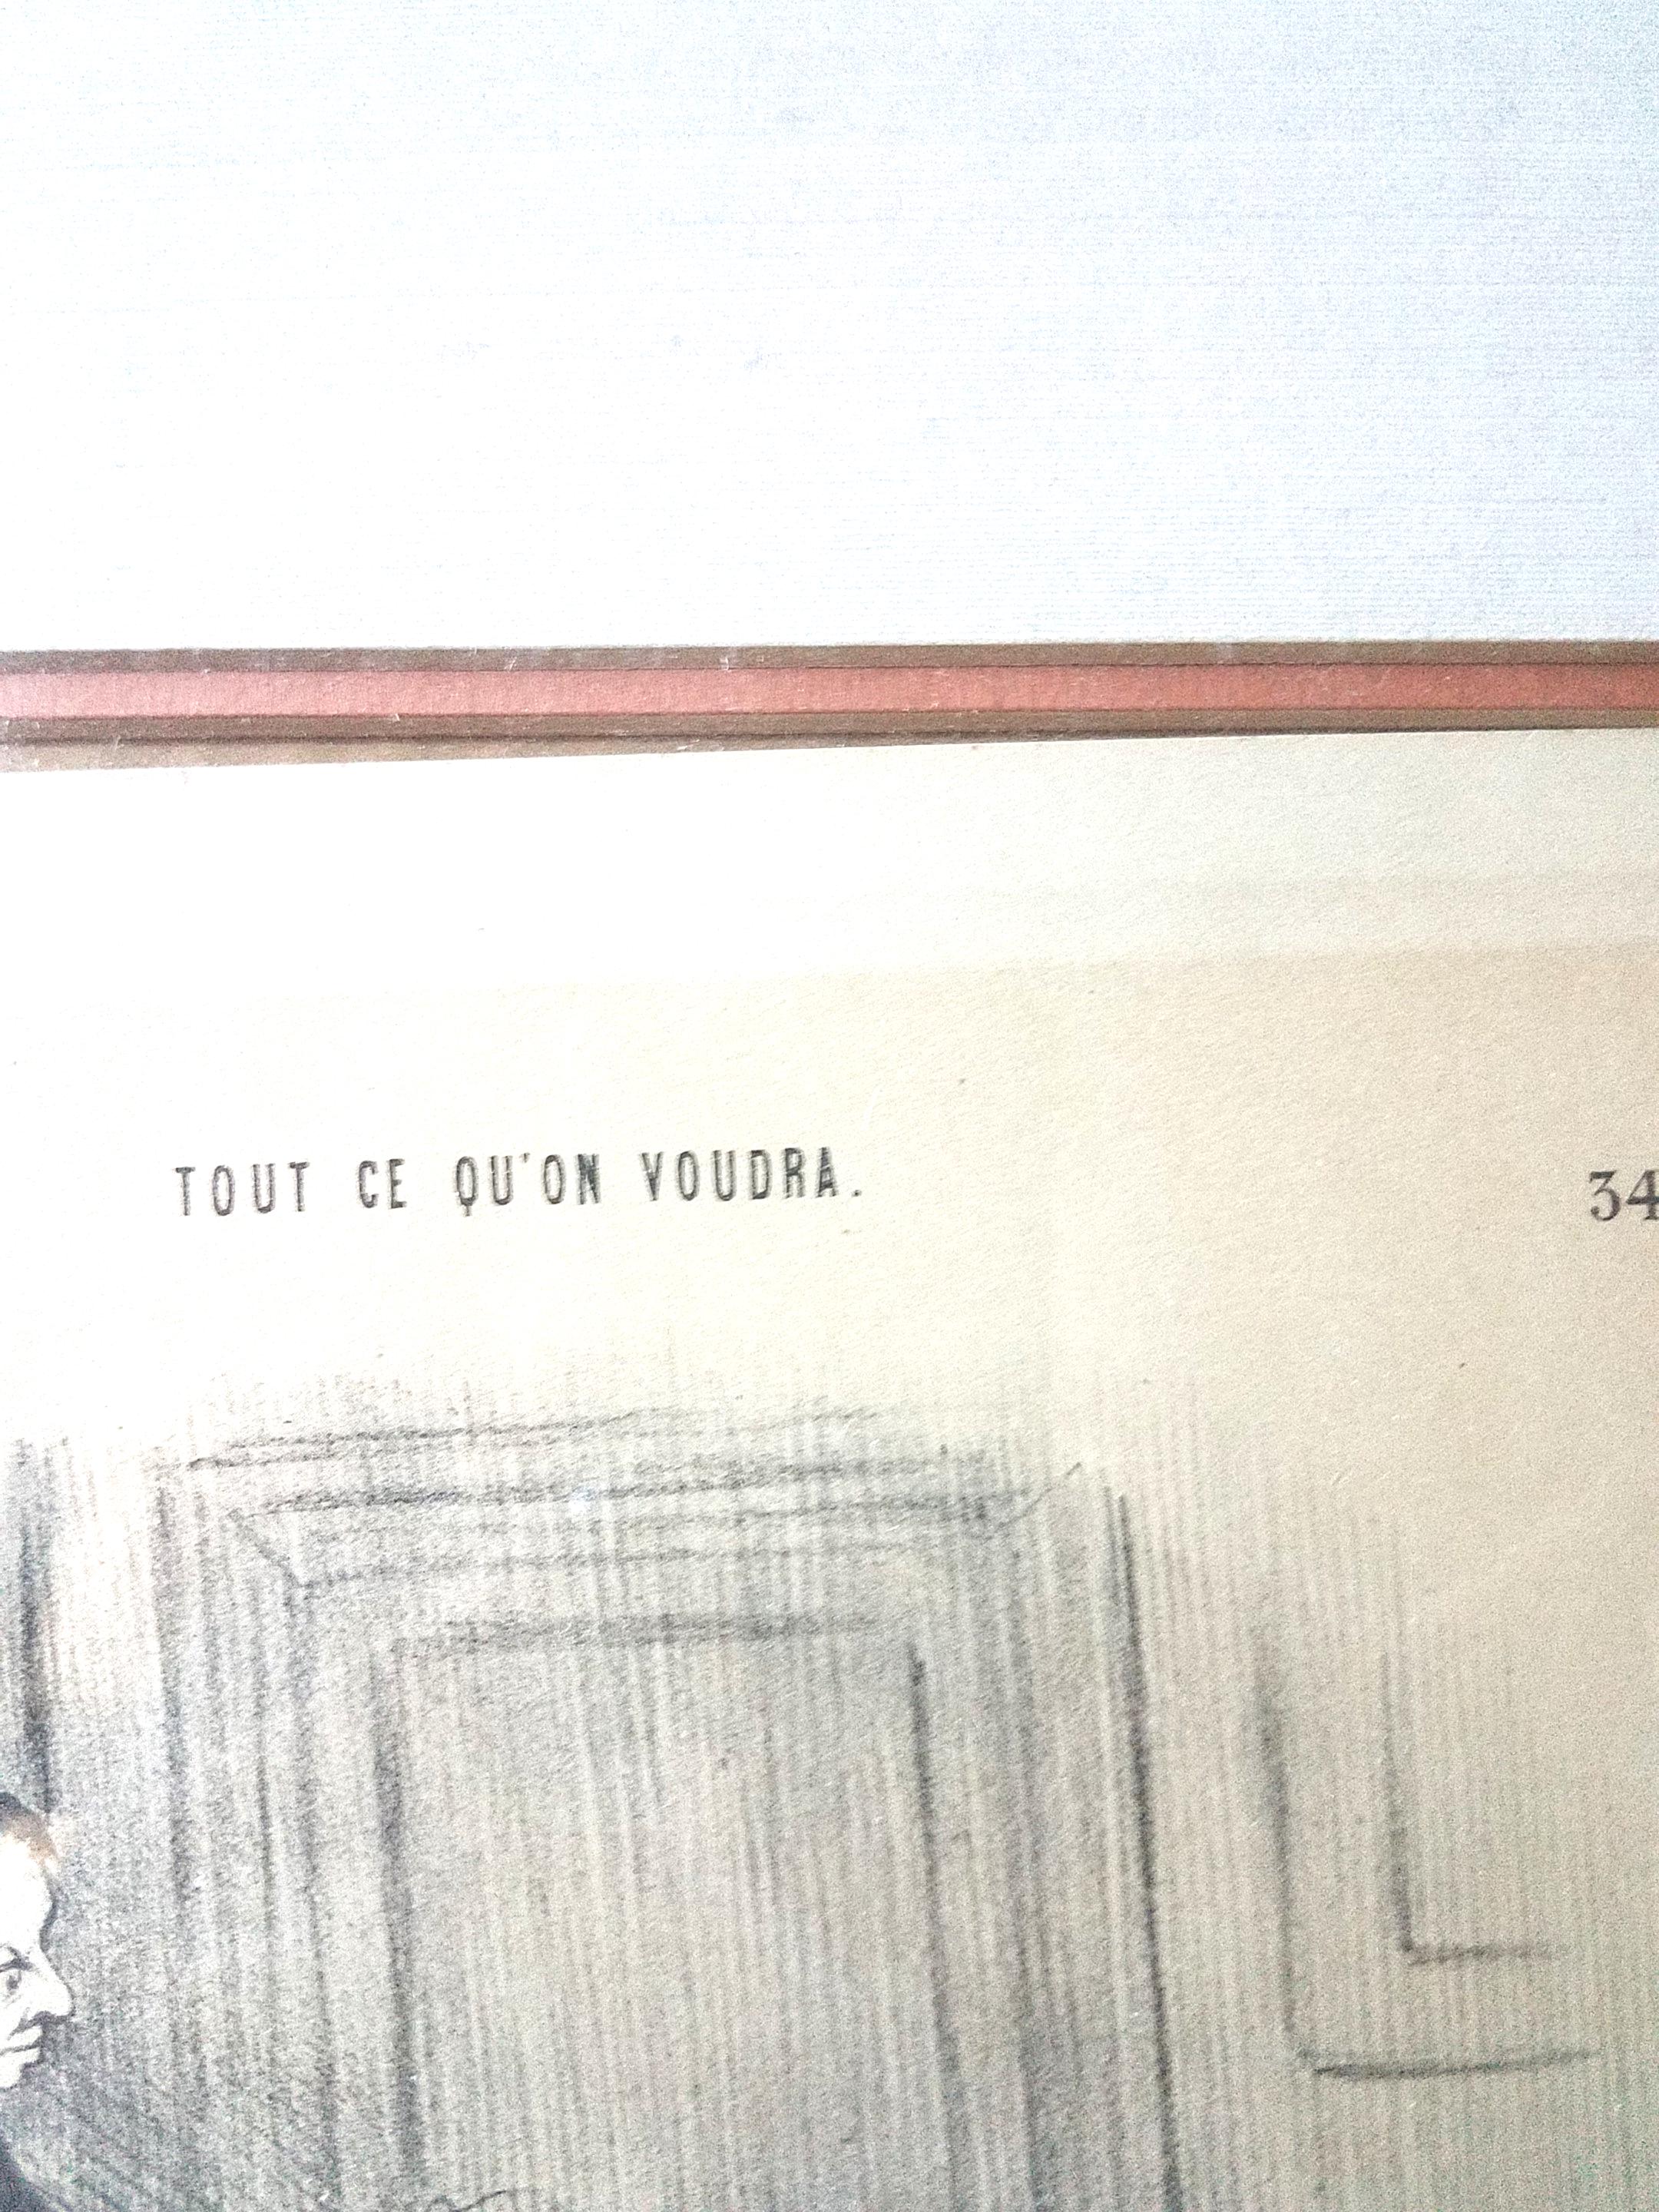 TOUT CE QU'ON VOUDRA.
34